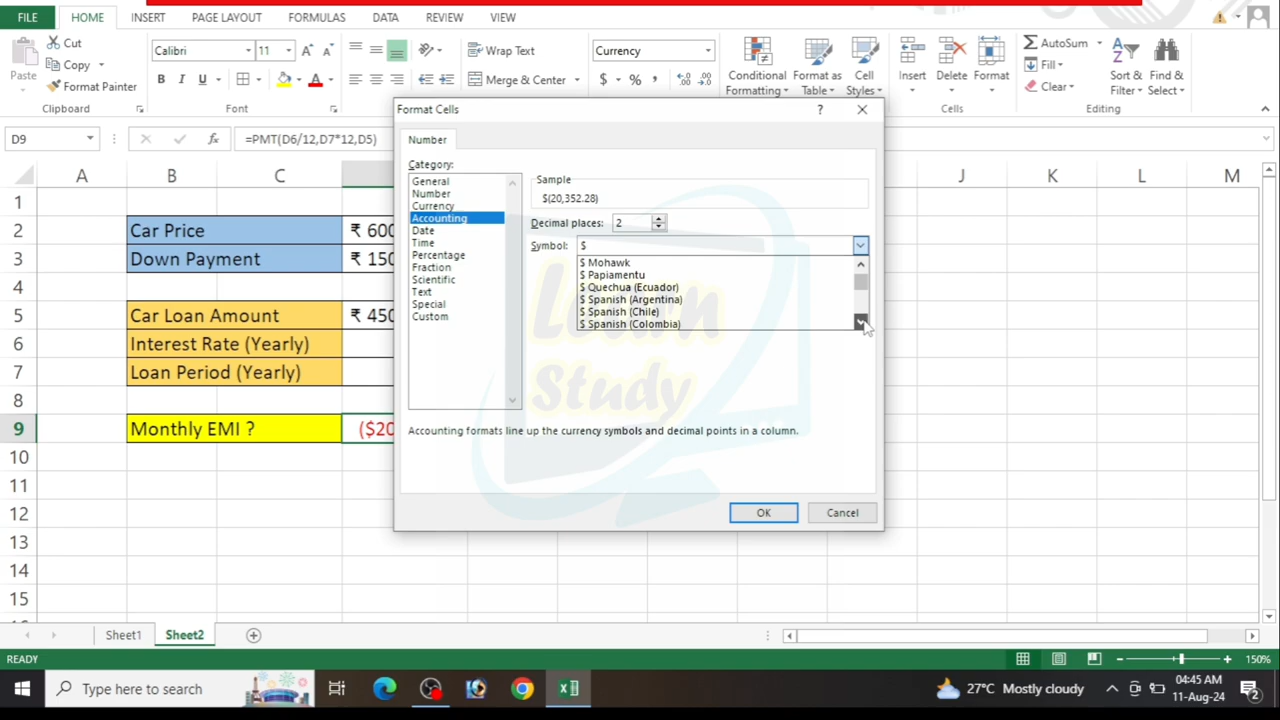 FILE HOME INSERT PAGE LAYOUT FORMULAS DATA REVIEW VIEW
Paste
Cut
Copy
Format Painter
Clipboard
Calibri 11
B I U
Font
Wrap Text
Merge & Center
Currency
$ % ,
Conditional Formatting
Format as Table
Cell Styles
Insert
Delete
Format
Cells
AutoSum
Fill
Clear
Sort & Filter
Find & Select
Editing
D9 fx =PMT(D6/12,D7*12,D5)
A B C J K L M
1
2 Car Price ₹ 600
3 Down Payment ₹ 150
4
5 Car Loan Amount ₹ 450
6 Interest Rate (Yearly)
7 Loan Period (Yearly)
8
9 Monthly EMI ? ($20
10
11
12
13
14
15
Format Cells ?
Number
Category:
General
Number
Currency
Accounting
Date
Time
Percentage
Fraction
Scientific
Text
Special
Custom
Sample
$(20,352.28)
Decimal places: 2
Symbol: $
$ Mohawk
$ Papiamentu
$ Quechua (Ecuador)
$ Spanish (Argentina)
$ Spanish (Chile)
$ Spanish (Colombia)
Learn
Study
Accounting formats line up the currency symbols and decimal points in a column.
OK Cancel
Sheet1 Sheet2
READY 150%
Type here to search
27°C Mostly cloudy
04:45 AM
11-Aug-24
2